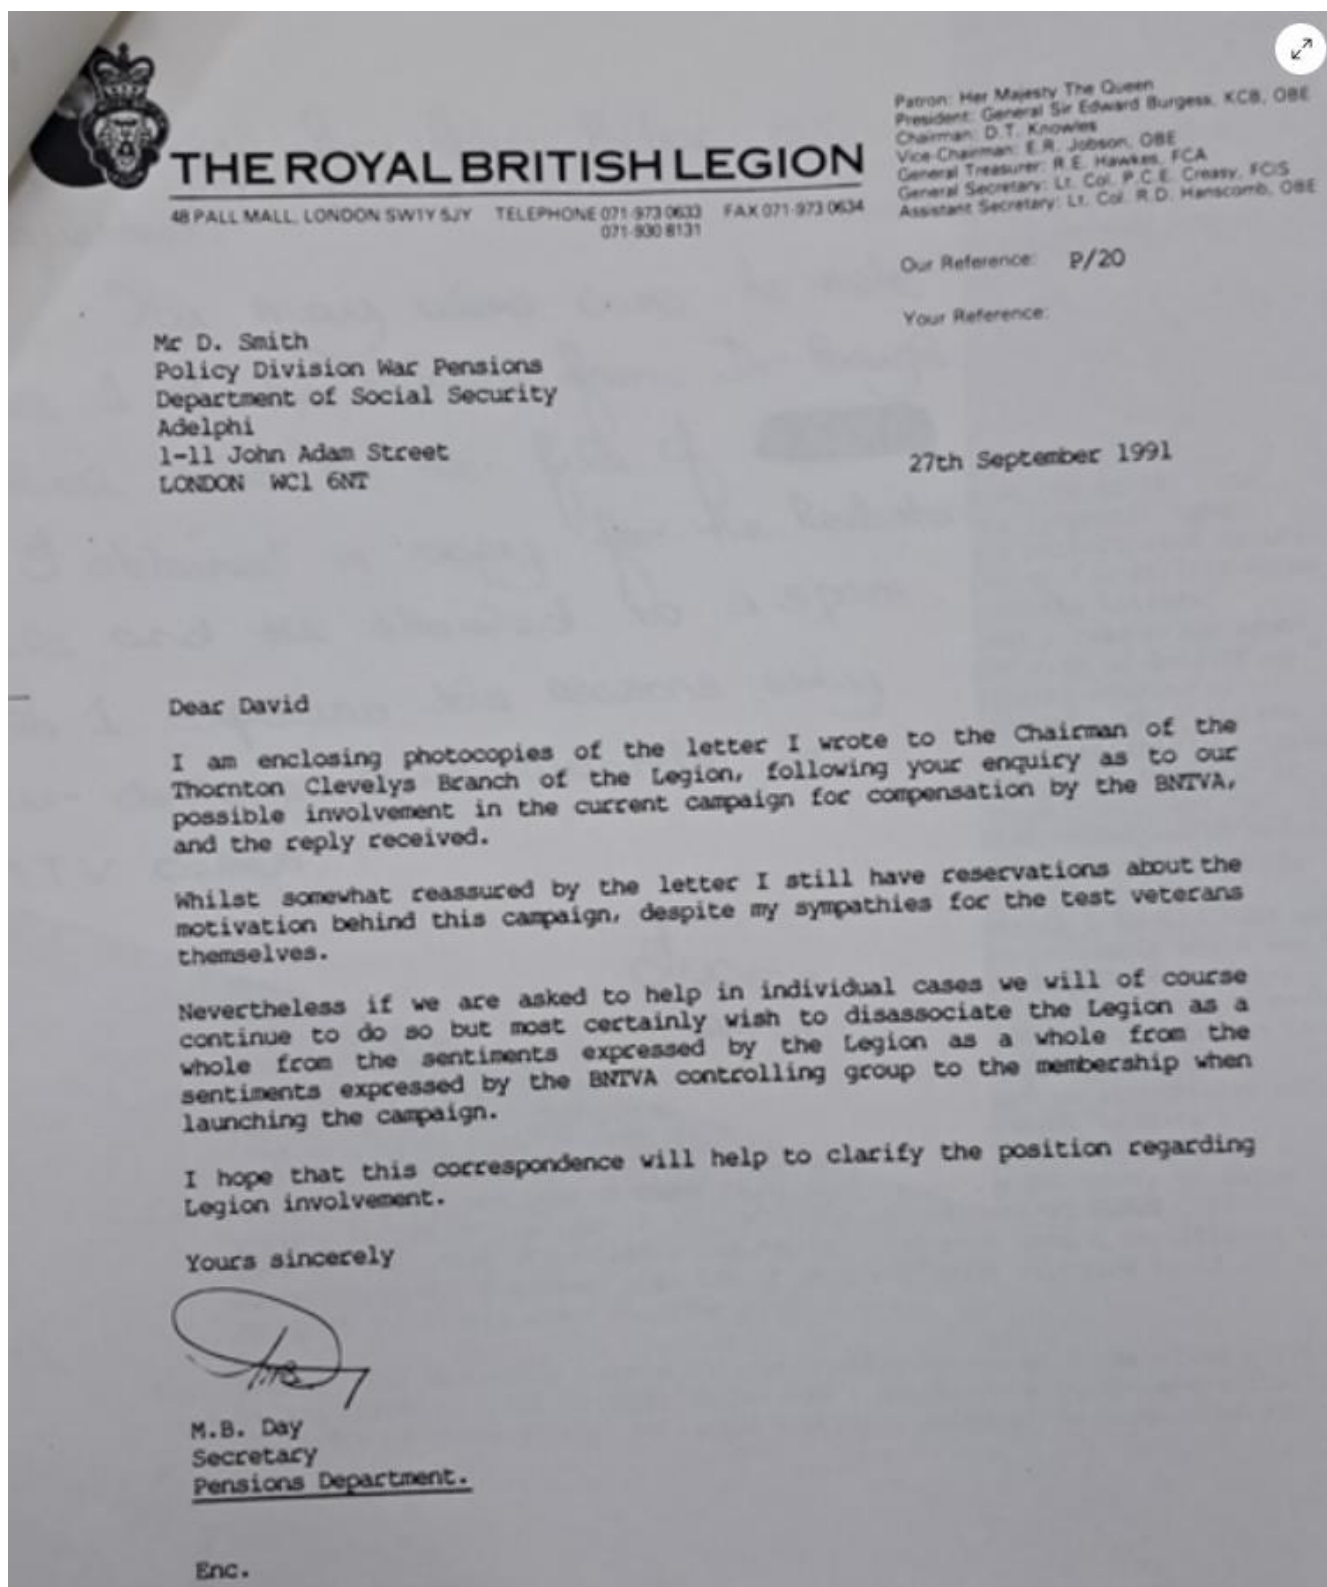 THE ROYAL BRITISH LEGION
48 PALL MALL, LONDON SW1Y 5JY TELEPHONE 071-973 0633 FAX 071-973 0634
071-930 8131
Patron: Her Majesty The Queen
President: General Sir Edward Burgess, KCB, OBE
Chairman: D.T. Knowles
Vice-Chairman: E.R. Jobson, OBE
General Treasurer: R.E. Hawkes, FCA
General Secretary: Lt. Col. P.C.E. Creasy, FCIS
Assistant Secretary: Lt. Col. R.D. Hanscomb, OBE
Our Reference: P/20
Your Reference:
Mr D. Smith
Policy Division War Pensions
Department of Social Security
Adelphi
1-11 John Adam Street
LONDON WC1 6NT
27th September 1991
Dear David
I am enclosing photocopies of the letter I wrote to the Chairman of the
Thornton Clevelys Branch of the Legion, following your enquiry as to our
possible involvement in the current campaign for compensation by the BNTVA,
and the reply received.
Whilst somewhat reassured by the letter I still have reservations about the
motivation behind this campaign, despite my sympathies for the test veterans
themselves.
Nevertheless if we are asked to help in individual cases we will of course
continue to do so but most certainly wish to disassociate the Legion as a
whole from the sentiments expressed by the Legion as a whole from the
sentiments expressed by the BNTVA controlling group to the membership when
launching the campaign.
I hope that this correspondence will help to clarify the position regarding
Legion involvement.
Yours sincerely
M.B. Day
Secretary
Pensions Department.
Enc.